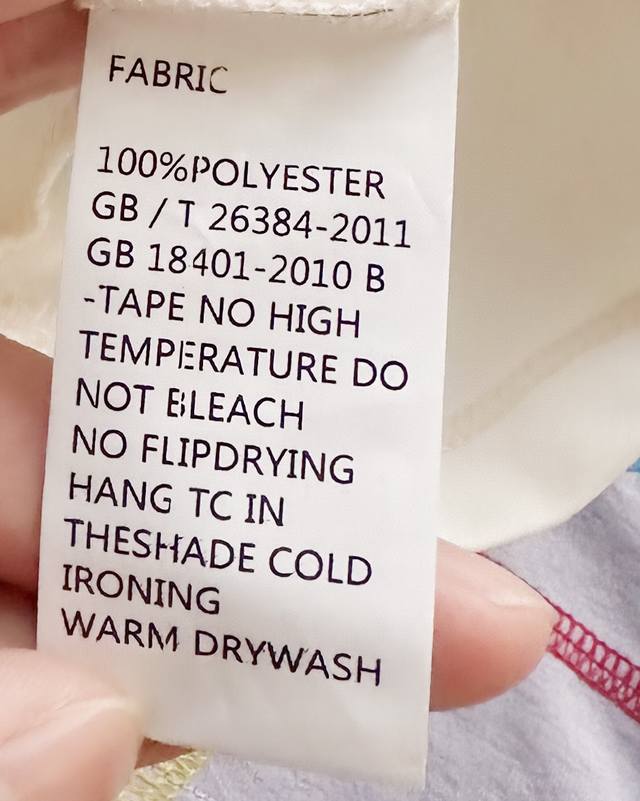 FABRIC
100%POLYESTER
GB / T 26384-2011
GB 18401-2010 B
-TAPE NO HIGH
TEMPERATURE DO
NOT BLEACH
NO FLIPDRYING
HANG TC IN
THESHADE COLD
IRONING
WARM DRYWASH